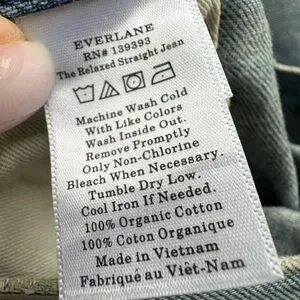 EVERLANE
RN# 139393
The Relaxed Straight Jean
Machine Wash Cold
With Like Colors
Wash Inside Out.
Remove Promptly
Only Non-Chlorine
Bleach When Necessary.
Tumble Dry Low.
Cool Iron If Needed.
100% Organic Cotton
100% Coton Organique
Made in Vietnam
Fabriqué au Viêt-Nam